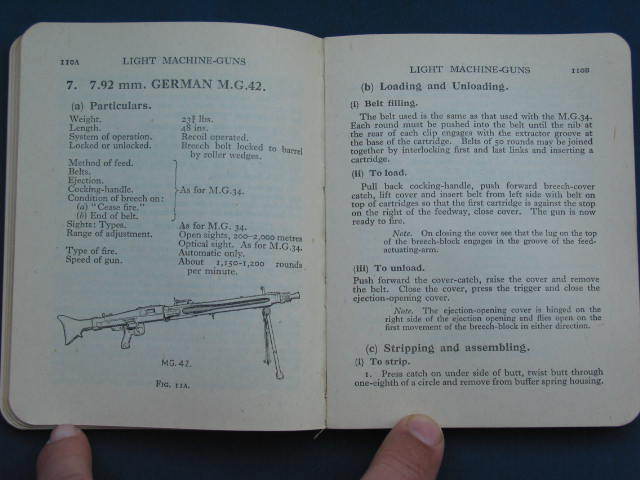 110A LIGHT MACHINE-GUNS
7. 7.92 mm. GERMAN M.G.42.
(a) Particulars.
Weight. 23¾ lbs.
Length. 48 ins.
System of operation. Recoil operated.
Locked or unlocked. Breech bolt locked to barrel
by roller wedges.
Method of feed.
Belts.
Ejection.
Cocking-handle. As for M.G.34.
Condition of breech on:
(a) "Cease fire."
(b) End of belt.
Sights: Types. As for M.G. 34.
Range of adjustment. Open sights, 200-2,000 metres
Optical sight. As for M.G.34.
Type of fire. Automatic only.
Speed of gun. About 1,150-1,200 rounds
per minute.
MG. 42.
FIG. 11A.
LIGHT MACHINE-GUNS 110B
(b) Loading and Unloading.
(i) Belt filling.
The belt used is the same as that used with the M.G.34.
Each round must be pushed into the belt until the nib at
the rear of each clip engages with the extractor groove at
the base of the cartridge. Belts of 50 rounds may be joined
together by interlocking first and last links and inserting a
cartridge.
(ii) To load.
Pull back cocking-handle, push forward breech-cover
catch, lift cover and insert belt from left side with belt on
top of cartridges so that the first cartridge is against the stop
on the right of the feedway, close cover. The gun is now
ready to fire.
Note. On closing the cover see that the lug on the top
of the breech-block engages in the groove of the feed-
actuating-arm.
(iii) To unload.
Push forward the cover-catch, raise the cover and remove
the belt. Close the cover, press the trigger and close the
ejection-opening cover.
Note. The ejection-opening cover is hinged on the
right side of the ejection opening and flies open on the
first movement of the breech-block in either direction.
(c) Stripping and assembling.
(i) To strip.
1. Press catch on under side of butt, twist butt through
one-eighth of a circle and remove from buffer spring housing.